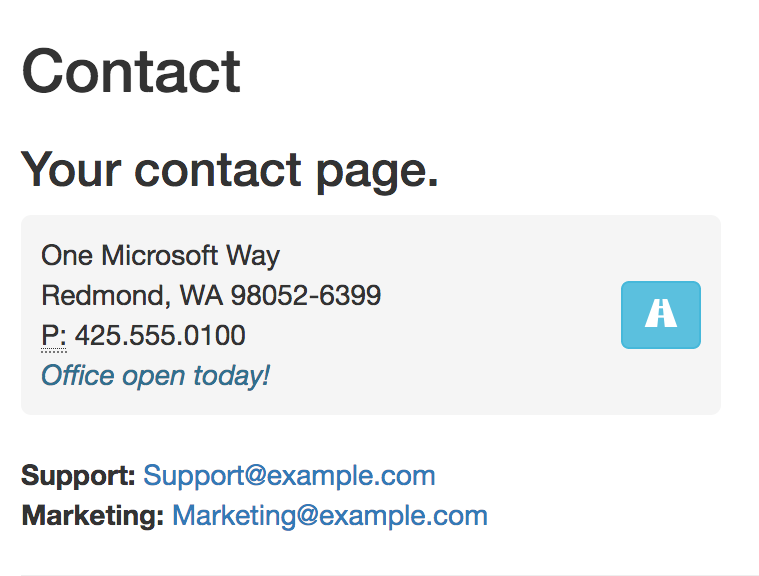 Contact
Your contact page.
One Microsoft Way
Redmond, WA 98052-6399
P: 425.555.0100
Office open today!
Support: Support@example.com
Marketing: Marketing@example.com